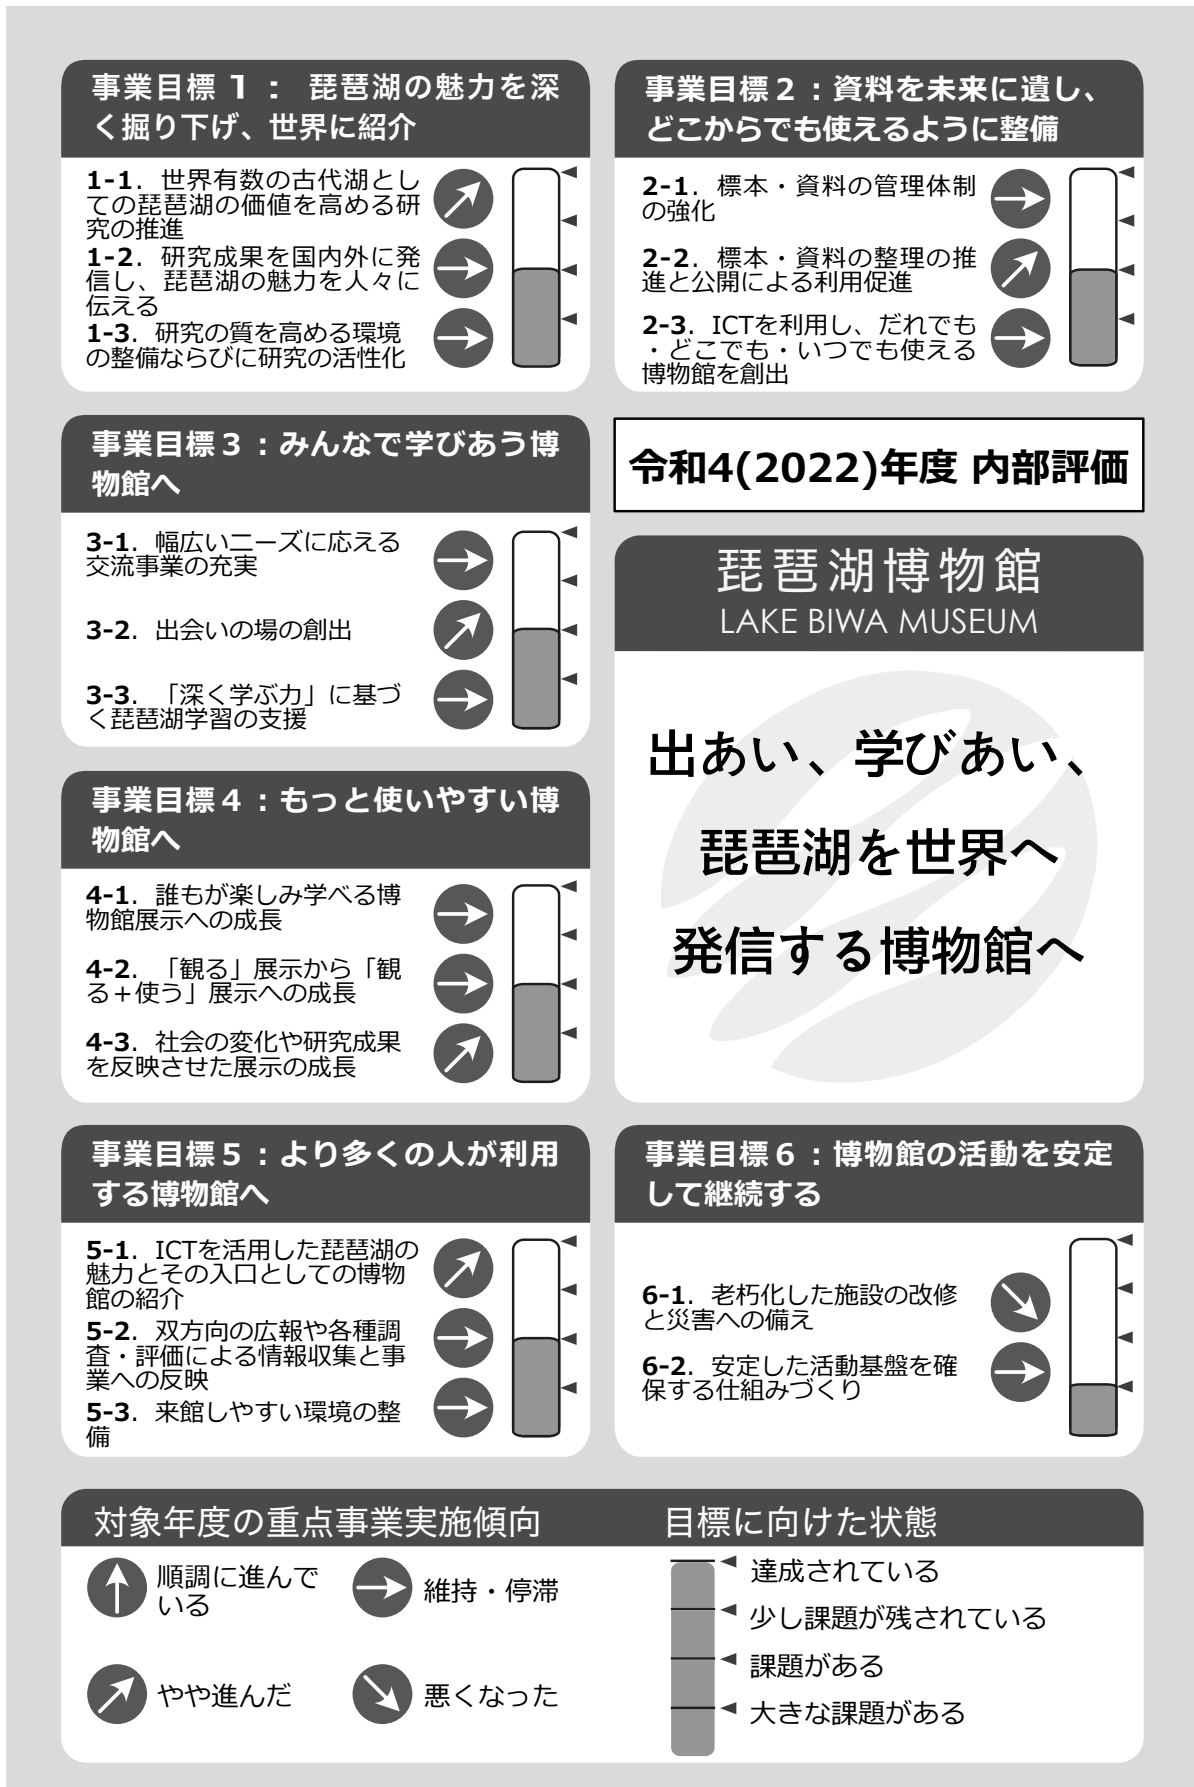 事業目標 1 ： 琵琶湖の魅力を深
く掘り下げ、世界に紹介
1-1. 世界有数の古代湖とし
ての琵琶湖の価値を高める研
究の推進
1-2. 研究成果を国内外に発
信し、琵琶湖の魅力を人々に
伝える
1-3. 研究の質を高める環境
の整備ならびに研究の活性化
事業目標２：資料を未来に遺し、
どこからでも使えるように整備
2-1. 標本・資料の管理体制
の強化
2-2. 標本・資料の整理の推
進と公開による利用促進
2-3. ICTを利用し、だれでも
・どこでも・いつでも使える
博物館を創出
事業目標３：みんなで学びあう博
物館へ
3-1. 幅広いニーズに応える
交流事業の充実
3-2. 出会いの場の創出
3-3. 「深く学ぶ力」に基づ
く琵琶湖学習の支援
令和4(2022)年度 内部評価
琵琶湖博物館
LAKE BIWA MUSEUM
出あい、学びあい、
琵琶湖を世界へ
発信する博物館へ
事業目標４：もっと使いやすい博
物館へ
4-1. 誰もが楽しみ学べる博
物館展示への成長
4-2. 「観る」展示から「観
る＋使う」展示への成長
4-3. 社会の変化や研究成果
を反映させた展示の成長
事業目標５：より多くの人が利用
する博物館へ
5-1. ICTを活用した琵琶湖の
魅力とその入口としての博物
館の紹介
5-2. 双方向の広報や各種調
査・評価による情報収集と事
業への反映
5-3. 来館しやすい環境の整
備
事業目標６：博物館の活動を安定
して継続する
6-1. 老朽化した施設の改修
と災害への備え
6-2. 安定した活動基盤を確
保する仕組みづくり
対象年度の重点事業実施傾向
順調に進んで
いる
維持・停滞
やや進んだ
悪くなった
目標に向けた状態
達成されている
少し課題が残されている
課題がある
大きな課題がある